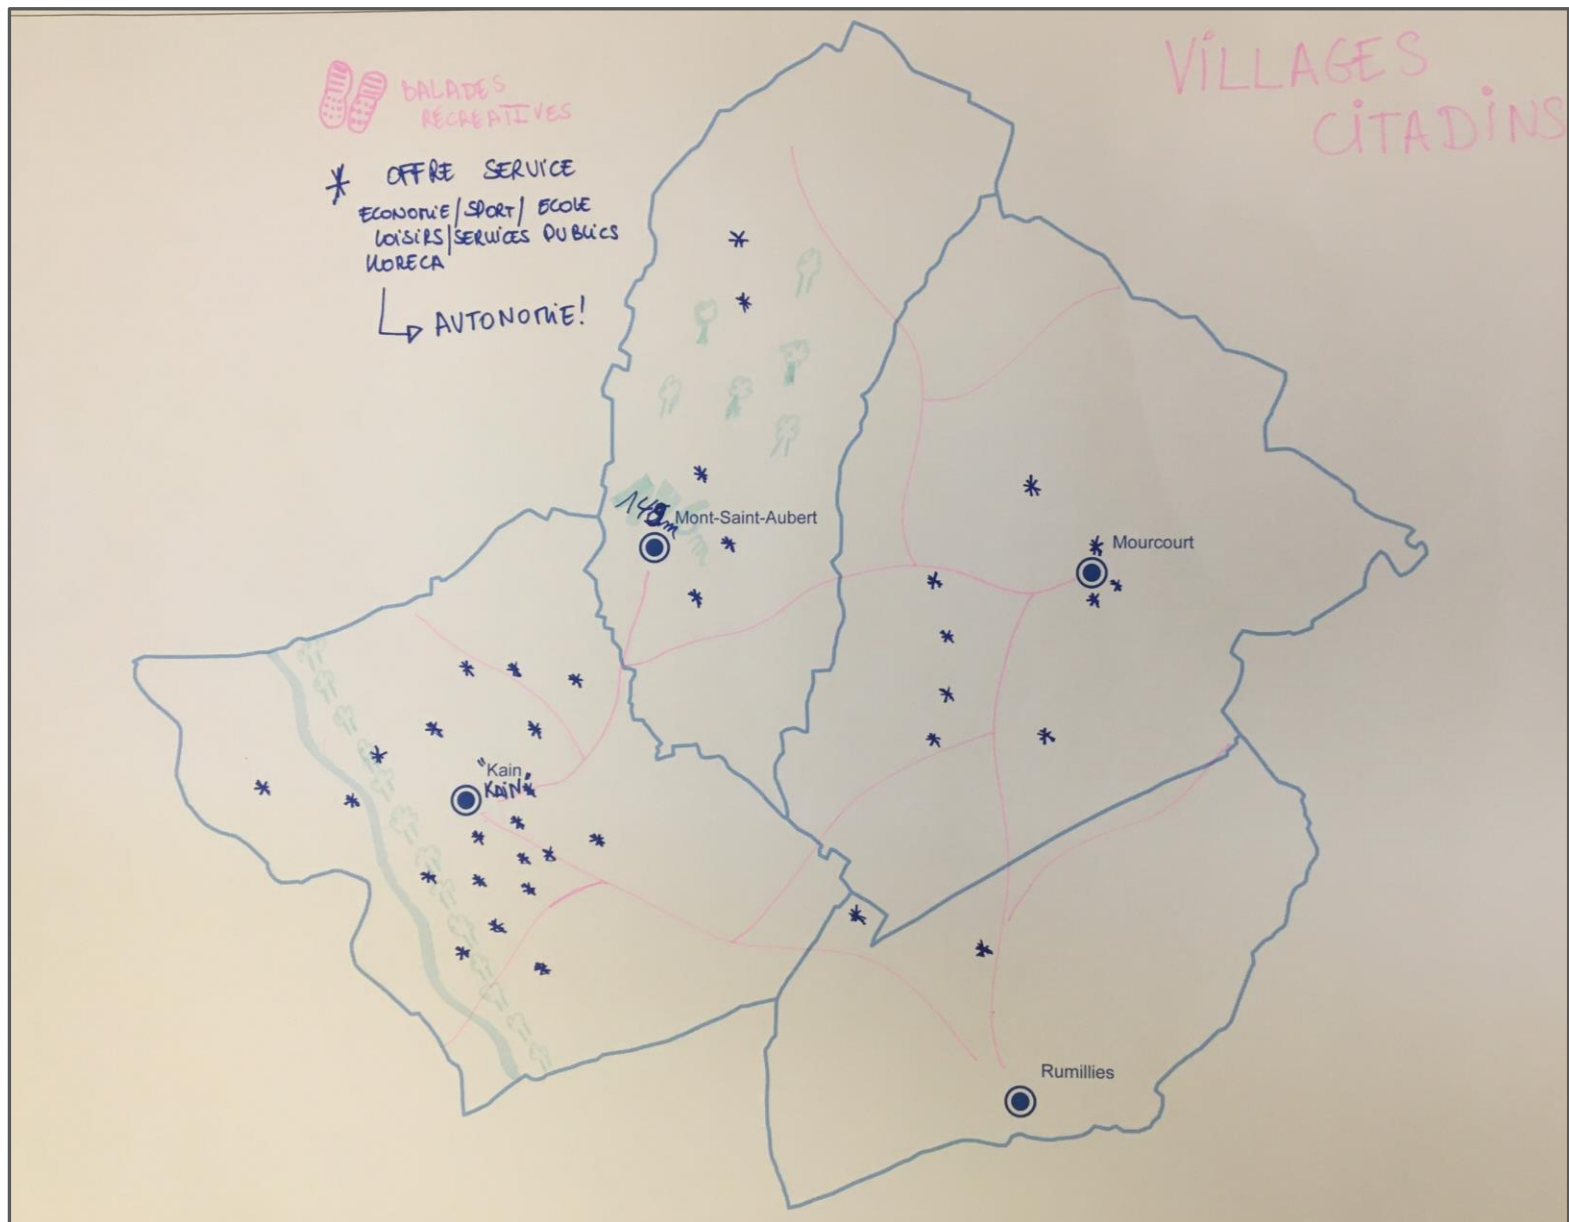 VILLAGES
CITADINS
BALADES
RÉCRÉATIVES
* OFFRE SERVICE
ECONOMIE/SPORT/ ECOLE
LOISIRS/SERVICES PUBLICS
HORECA
↳ AUTONOMIE!
Mont-Saint-Aubert
Mourcourt
"Kain
KAIN"
Rumillies